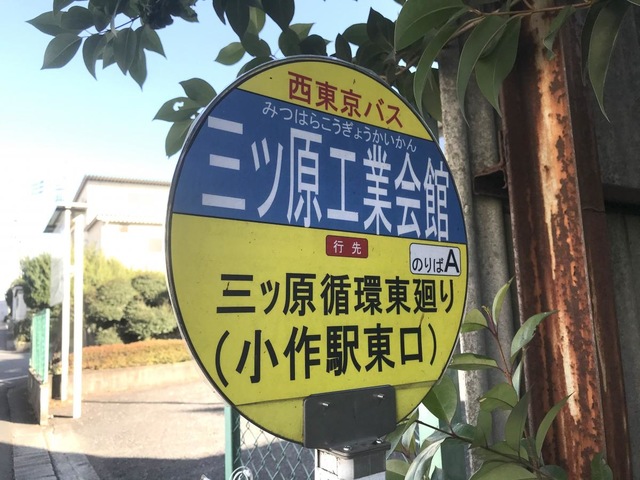 西東京バス
みつはらこうぎょうかいかん
三ツ原工業会館
行先
のりばA
三ッ原循環東廻り
(小作駅東口)